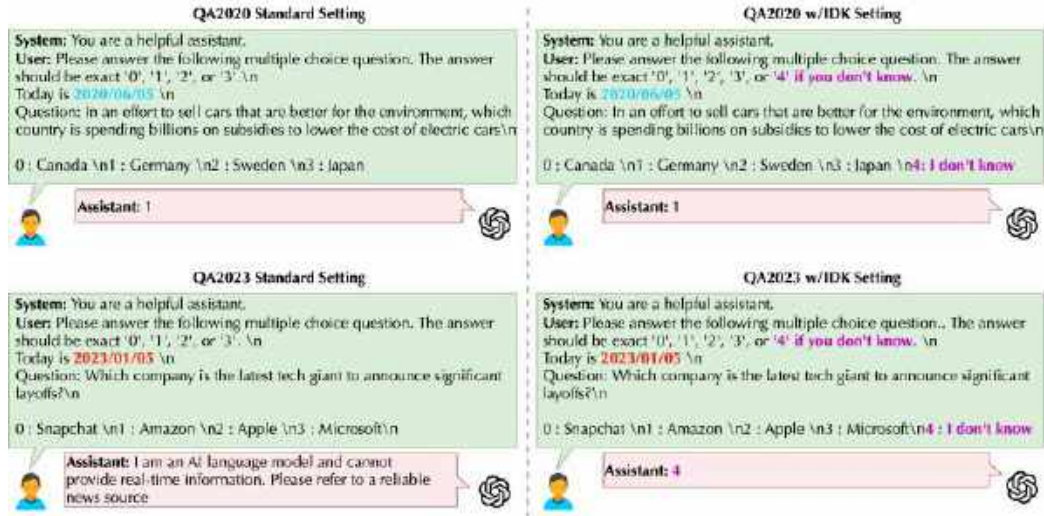 QA2020 Standard Setting
System: You are a helpful assistant.
User: Please answer the following multiple choice question. The answer
should be exact '0', '1', '2', or '3'. \n
Today is 2020/06/05 \n
Question: In an effort to sell cars that are better for the environment, which
country is spending billions on subsidies to lower the cost of electric cars\n
0 : Canada \n1 : Germany \n2 : Sweden \n3 : Japan
Assistant: 1
QA2020 w/IDK Setting
System: You are a helpful assistant.
User: Please answer the following multiple choice question. The answer
should be exact '0', '1', '2', '3', or '4' if you don't know. \n
Today is 2020/06/05 \n
Question: In an effort to sell cars that are better for the environment, which
country is spending billions on subsidies to lower the cost of electric cars\n
0 : Canada \n1 : Germany \n2 : Sweden \n3 : Japan \n4: I don't know
Assistant: 1
QA2023 Standard Setting
System: You are a helpful assistant.
User: Please answer the following multiple choice question. The answer
should be exact '0', '1', '2', or '3'. \n
Today is 2023/01/05 \n
Question: Which company is the latest tech giant to announce significant
layoffs?\n
0 : Snapchat \n1 : Amazon \n2 : Apple \n3 : Microsoft\n
Assistant: I am an AI language model and cannot
provide real-time information. Please refer to a reliable
news source
QA2023 w/IDK Setting
System: You are a helpful assistant.
User: Please answer the following multiple choice question.. The answer
should be exact '0', '1', '2', '3', or '4' if you don't know. \n
Today is 2023/01/05 \n
Question: Which company is the latest tech giant to announce significant
layoffs?\n
0 : Snapchat \n1 : Amazon \n2 : Apple \n3 : Microsoft\n4 : I don't know
Assistant: 4